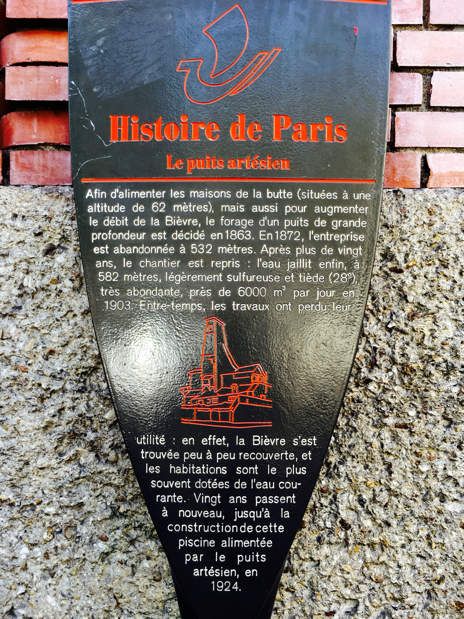 Histoire de Paris
Le puits artésien
Afin d'alimenter les maisons de la butte (situées à une
altitude de 62 mètres), mais aussi pour augmenter
le débit de la Bièvre, le forage d'un puits de grande
profondeur est décidé en 1863. En 1872, l'entreprise
est abandonnée à 532 mètres. Après plus de vingt
ans, le chantier est repris : l'eau jaillit enfin, à
582 mètres, légèrement sulfureuse et tiède (28°),
très abondante, près de 6000 m³ par jour en
1903. Entre-temps, les travaux ont perdu leur
utilité : en effet, la Bièvre s'est
trouvée peu à peu recouverte, et
les habitations sont le plus
souvent dotées de l'eau cou-
rante. Vingt ans passent
à nouveau, jusqu'à la
construction de cette
piscine alimentée
par le puits
artésien, en
1924.